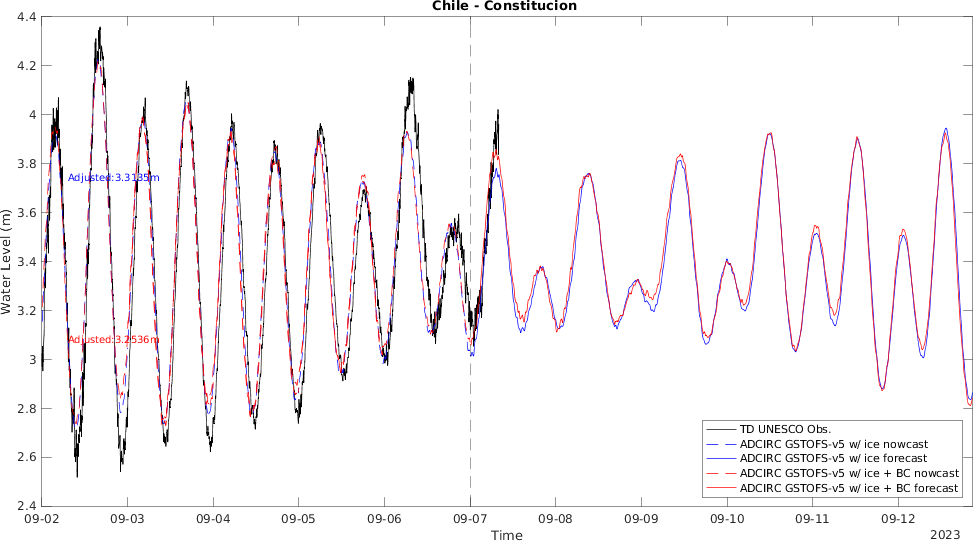 Chile - Constitucion
4.4
4.2
4
3.8
3.6
3.4
3.2
3
2.8
2.6
2.4
Water Level (m)
Adjusted:3.3135m
Adjusted:3.2536m
TD UNESCO Obs.
ADCIRC GSTOFS-v5 w/ ice nowcast
ADCIRC GSTOFS-v5 w/ ice forecast
ADCIRC GSTOFS-v5 w/ ice + BC nowcast
ADCIRC GSTOFS-v5 w/ ice + BC forecast
09-02 09-03 09-04 09-05 09-06 09-07 09-08 09-09 09-10 09-11 09-12
Time
2023